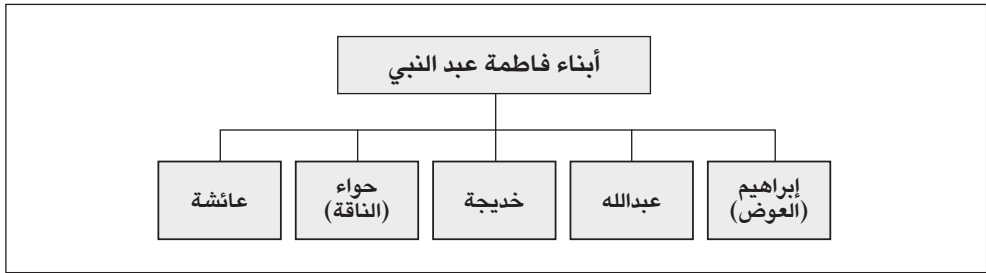 أبناء فاطمة عبد النبي
إبراهيم
(العوض)
عبدالله
خديجة
حواء
(الناقة)
عائشة